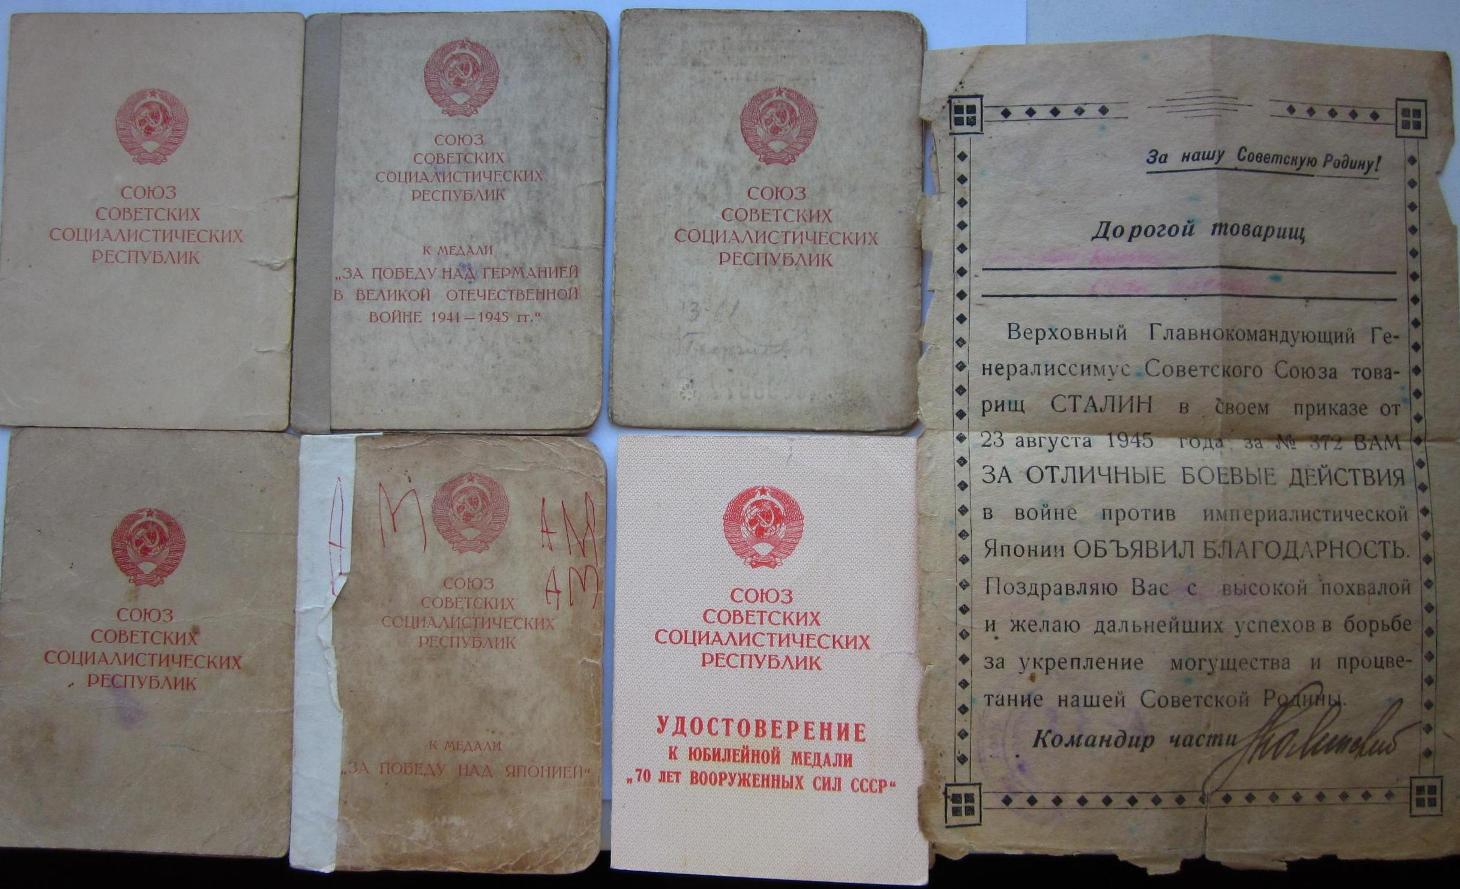 СОЮЗ
СОВЕТСКИХ
СОЦИАЛИСТИЧЕСКИХ
РЕСПУБЛИК
СОЮЗ
СОВЕТСКИХ
СОЦИАЛИСТИЧЕСКИХ
РЕСПУБЛИК
К МЕДАЛИ
„ЗА ПОБЕДУ НАД ГЕРМАНИЕЙ
В ВЕЛИКОЙ ОТЕЧЕСТВЕННОЙ
ВОЙНЕ 1941—1945 гг."
СОЮЗ
СОВЕТСКИХ
СОЦИАЛИСТИЧЕСКИХ
РЕСПУБЛИК
СОЮЗ
СОВЕТСКИХ
СОЦИАЛИСТИЧЕСКИХ
РЕСПУБЛИК
А М АМ
АМ
СОЮЗ
СОВЕТСКИХ
СОЦИАЛИСТИЧЕСКИХ
РЕСПУБЛИК
К МЕДАЛИ
„ЗА ПОБЕДУ НАД ЯПОНИЕЙ"
СОЮЗ
СОВЕТСКИХ
СОЦИАЛИСТИЧЕСКИХ
РЕСПУБЛИК
УДОСТОВЕРЕНИЕ
К ЮБИЛЕЙНОЙ МЕДАЛИ
„70 ЛЕТ ВООРУЖЕННЫХ СИЛ СССР"
За нашу Советскую Родину!
Дорогой товарищ
Верховный Главнокомандующий Ге-
нералиссимус Советского Союза това-
рищ СТАЛИН в своем приказе от
23 августа 1945 года за № 372 ВАМ
ЗА ОТЛИЧНЫЕ БОЕВЫЕ ДЕЙСТВИЯ
в войне против империалистической
Японии ОБЪЯВИЛ БЛАГОДАРНОСТЬ.
Поздравляю Вас с высокой похвалой
и желаю дальнейших успехов в борьбе
за укрепление могущества и процве-
тание нашей Советской Родины.
Командир части